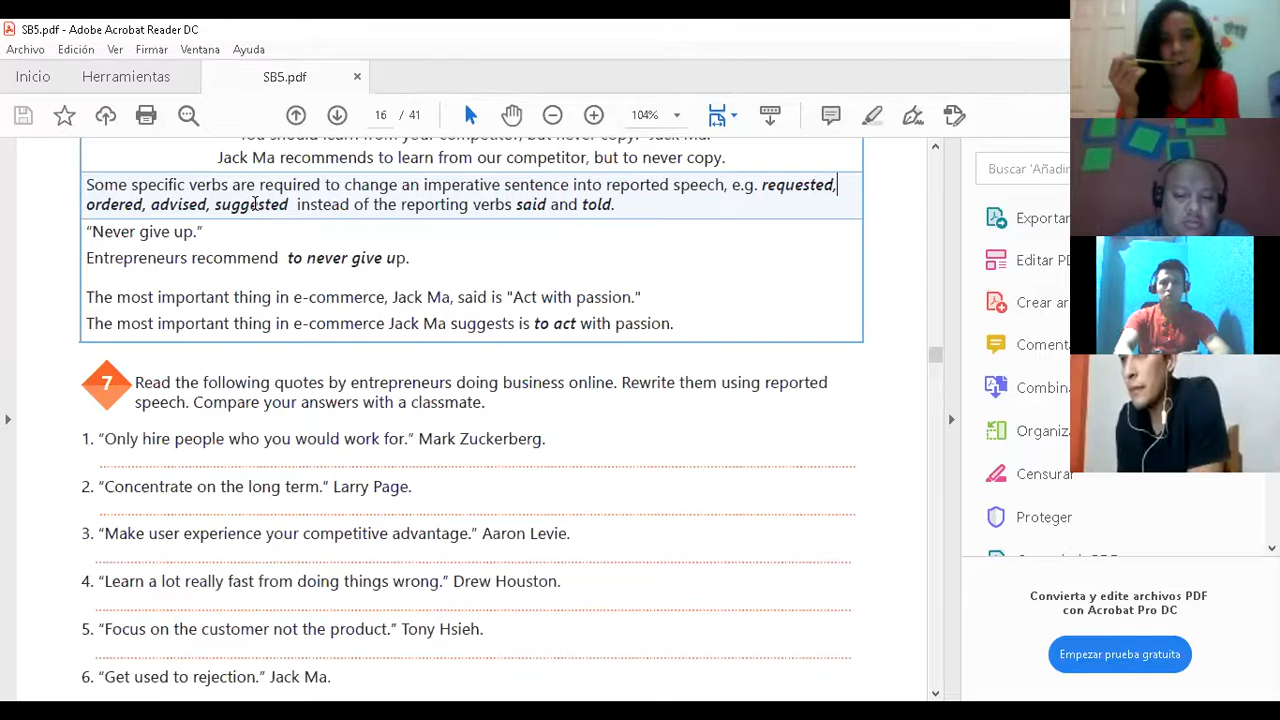 SB5.pdf - Adobe Acrobat Reader DC
Archivo Edición Ver Firmar Ventana Ayuda
Inicio Herramientas SB5.pdf ×
16 / 41 104%
Jack Ma recommends to learn from our competitor, but to never copy.
Some specific verbs are required to change an imperative sentence into reported speech, e.g. requested,
ordered, advised, suggested instead of the reporting verbs said and told.
“Never give up.”
Entrepreneurs recommend to never give up.
The most important thing in e-commerce, Jack Ma, said is "Act with passion."
The most important thing in e-commerce Jack Ma suggests is to act with passion.
7 Read the following quotes by entrepreneurs doing business online. Rewrite them using reported
speech. Compare your answers with a classmate.
1. “Only hire people who you would work for.” Mark Zuckerberg.
2. “Concentrate on the long term.” Larry Page.
3. “Make user experience your competitive advantage.” Aaron Levie.
4. “Learn a lot really fast from doing things wrong.” Drew Houston.
5. “Focus on the customer not the product.” Tony Hsieh.
6. “Get used to rejection.” Jack Ma.
Buscar 'Añadir
Exportar
Editar PD
Crear ar
Coment
Combina
Organiz
Censurar
Proteger
Convierta y edite archivos PDF
con Acrobat Pro DC
Empezar prueba gratuita